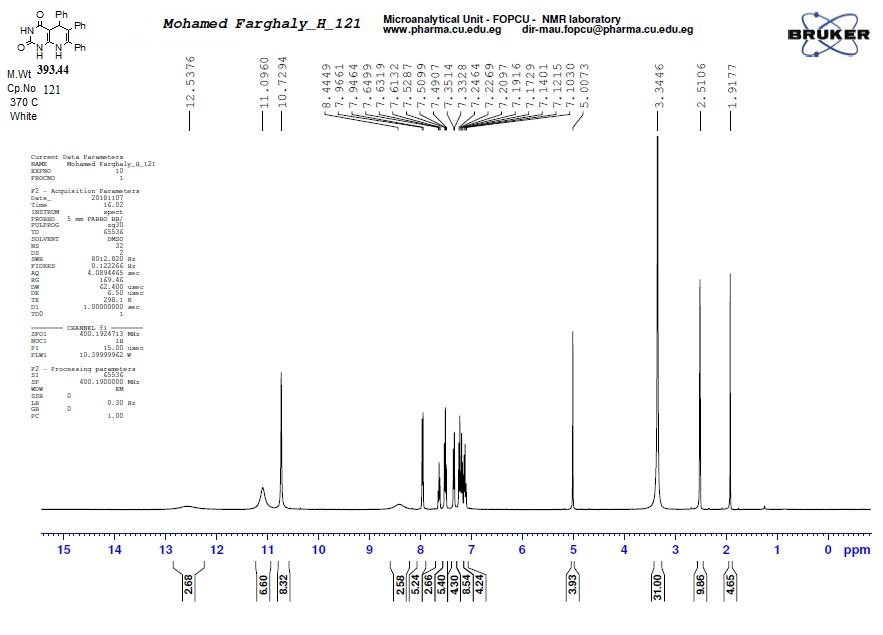 Mohamed Farghaly_H_121
Microanalytical Unit - FOPCU - NMR laboratory
www.pharma.cu.edu.eg dir-mau.fopcu@pharma.cu.edu.eg
BRUKER
O Ph
HN Ph
O N N Ph
H H
M.Wt 393.44
Cp.No 121
370 C
White
12.5376
11.0960
10.7294
8.4449
7.9661
7.9464
7.6499
7.6319
7.6132
7.5287
7.5099
7.4907
7.3514
7.3328
7.2464
7.2269
7.2097
7.1916
7.1729
7.1401
7.1215
7.1030
5.0073
3.3446
2.5106
1.9177
Current Data Parameters
NAME Mohamed Farghaly_H_121
EXPNO 10
PROCNO 1
F2 - Acquisition Parameters
Date_ 20181107
Time 16.02
INSTRUM spect
PROBHD 5 mm PABBO BB/
PULPROG zg30
TD 65536
SOLVENT DMSO
NS 32
DS 2
SWH 8012.820 Hz
FIDRES 0.122266 Hz
AQ 4.0894465 sec
RG 169.46
DW 62.400 usec
DE 6.50 usec
TE 298.1 K
D1 1.00000000 sec
TD0 1
======== CHANNEL f1 ========
SFO1 400.1924713 MHz
NUC1 1H
P1 15.00 usec
PLW1 10.39999962 W
F2 - Processing parameters
SI 65536
SF 400.1900000 MHz
WDW EM
SSB 0
LB 0.30 Hz
GB 0
PC 1.00
15 14 13 12 11 10 9 8 7 6 5 4 3 2 1 0 ppm
2.68
6.60
8.32
2.58
5.24
2.66
5.40
4.30
8.54
4.24
3.93
31.00
9.86
4.65